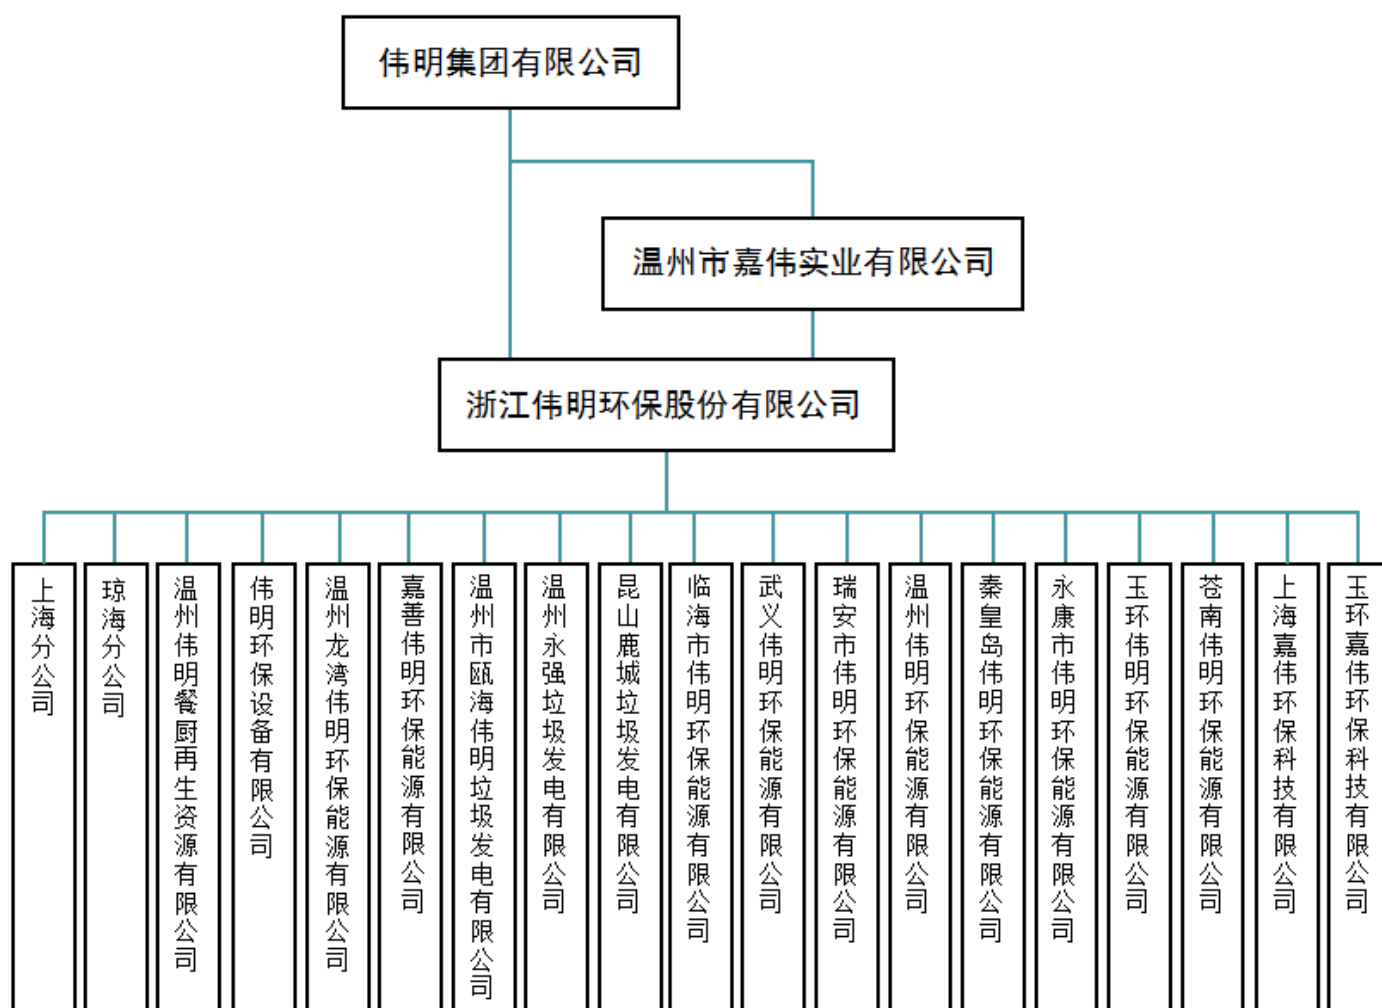 伟明集团有限公司
温州市嘉伟实业有限公司
浙江伟明环保股份有限公司
上海分公司
琼海分公司
温州伟明餐厨再生资源有限公司
伟明环保设备有限公司
温州龙湾伟明环保能源有限公司
嘉善伟明环保能源有限公司
温州市瓯海伟明垃圾发电有限公司
温州永强垃圾发电有限公司
昆山鹿城垃圾发电有限公司
临海市伟明环保能源有限公司
武义伟明环保能源有限公司
瑞安市伟明环保能源有限公司
温州伟明环保能源有限公司
秦皇岛伟明环保能源有限公司
永康市伟明环保能源有限公司
玉环伟明环保能源有限公司
苍南伟明环保能源有限公司
上海嘉伟环保科技有限公司
玉环嘉伟环保科技有限公司